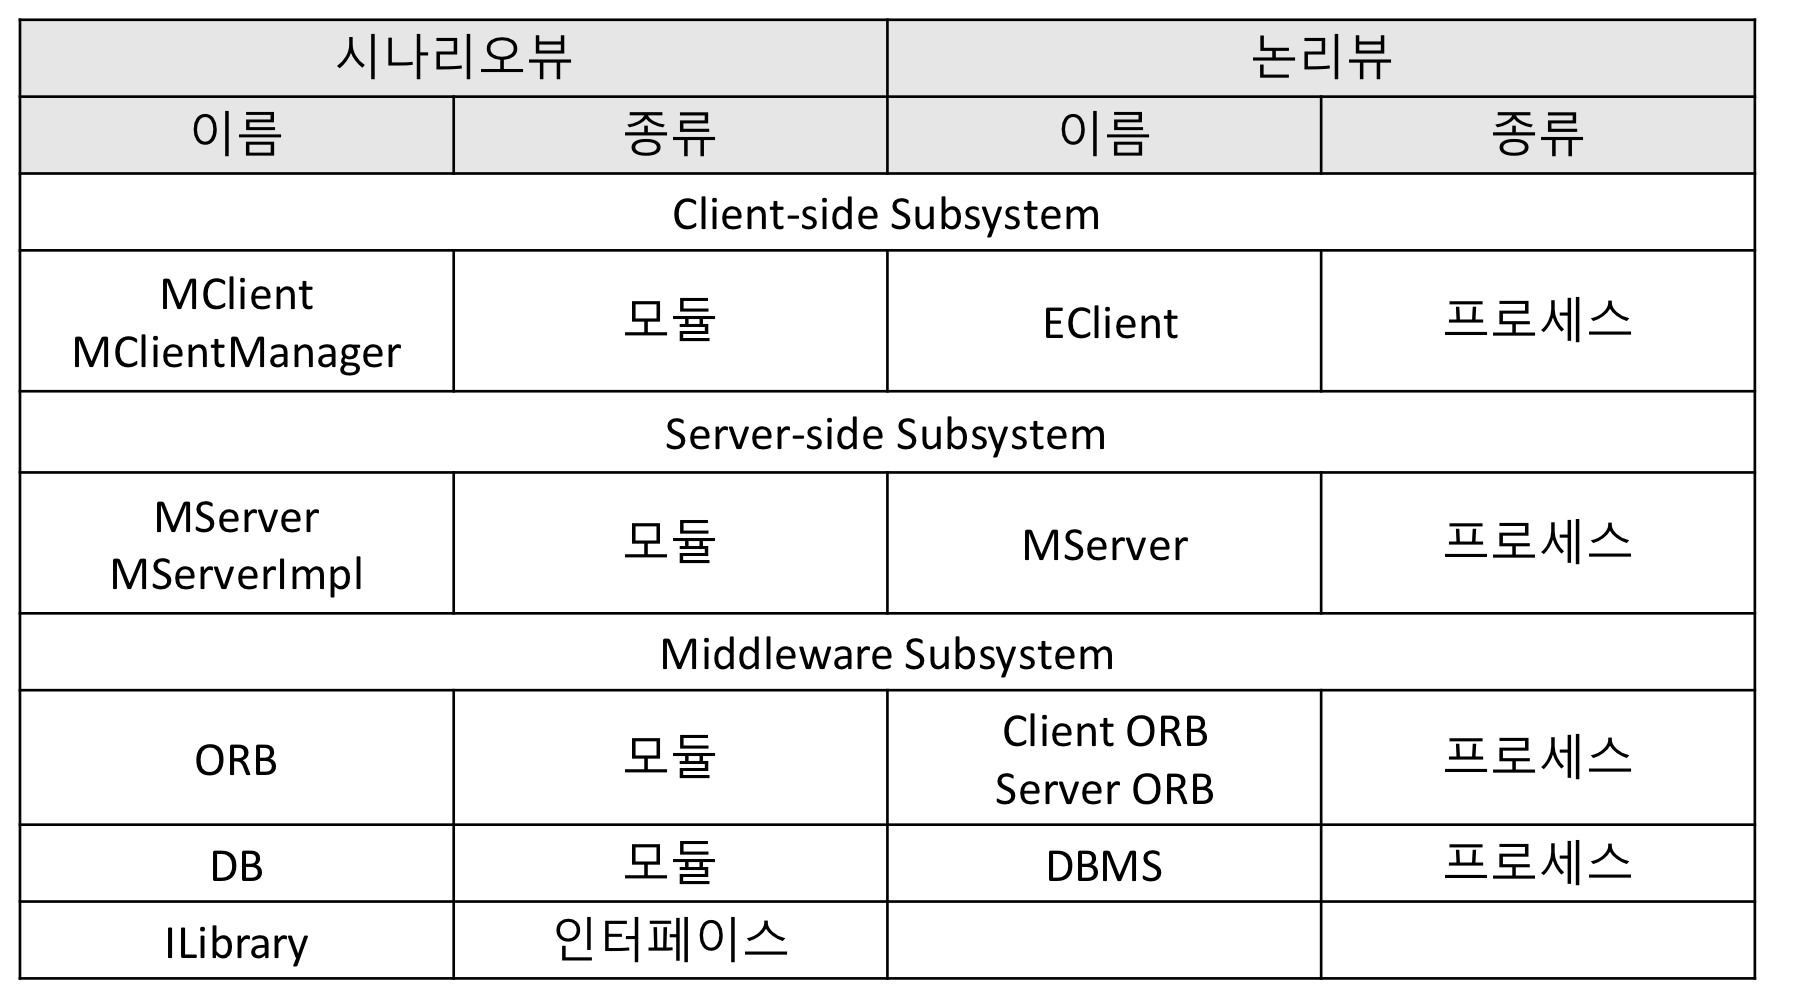 시나리오뷰 논리뷰
이름 종류 이름 종류
Client-side Subsystem
MClient
MClientManager 모듈 EClient 프로세스
Server-side Subsystem
MServer
MServerImpl 모듈 MServer 프로세스
Middleware Subsystem
ORB 모듈 Client ORB
Server ORB 프로세스
DB 모듈 DBMS 프로세스
ILibrary 인터페이스